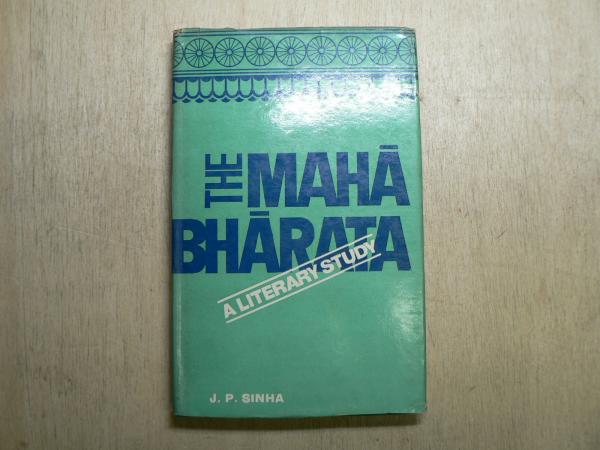 THE MAHĀ
BHĀRATA
A LITERARY STUDY
J. P. SINHA